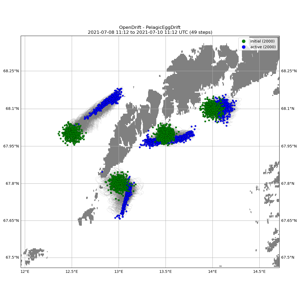 OpenDrift - PelagicEggDrift
2021-07-08 11:12 to 2021-07-10 11:12 UTC (49 steps)
initial (2000)
active (2000)
68.25°N
68.25°N
68.1°N
68.1°N
67.95°N
67.95°N
67.8°N
67.8°N
67.65°N
67.65°N
67.5°N
67.5°N
12°E
12.5°E
13°E
13.5°E
14°E
14.5°E